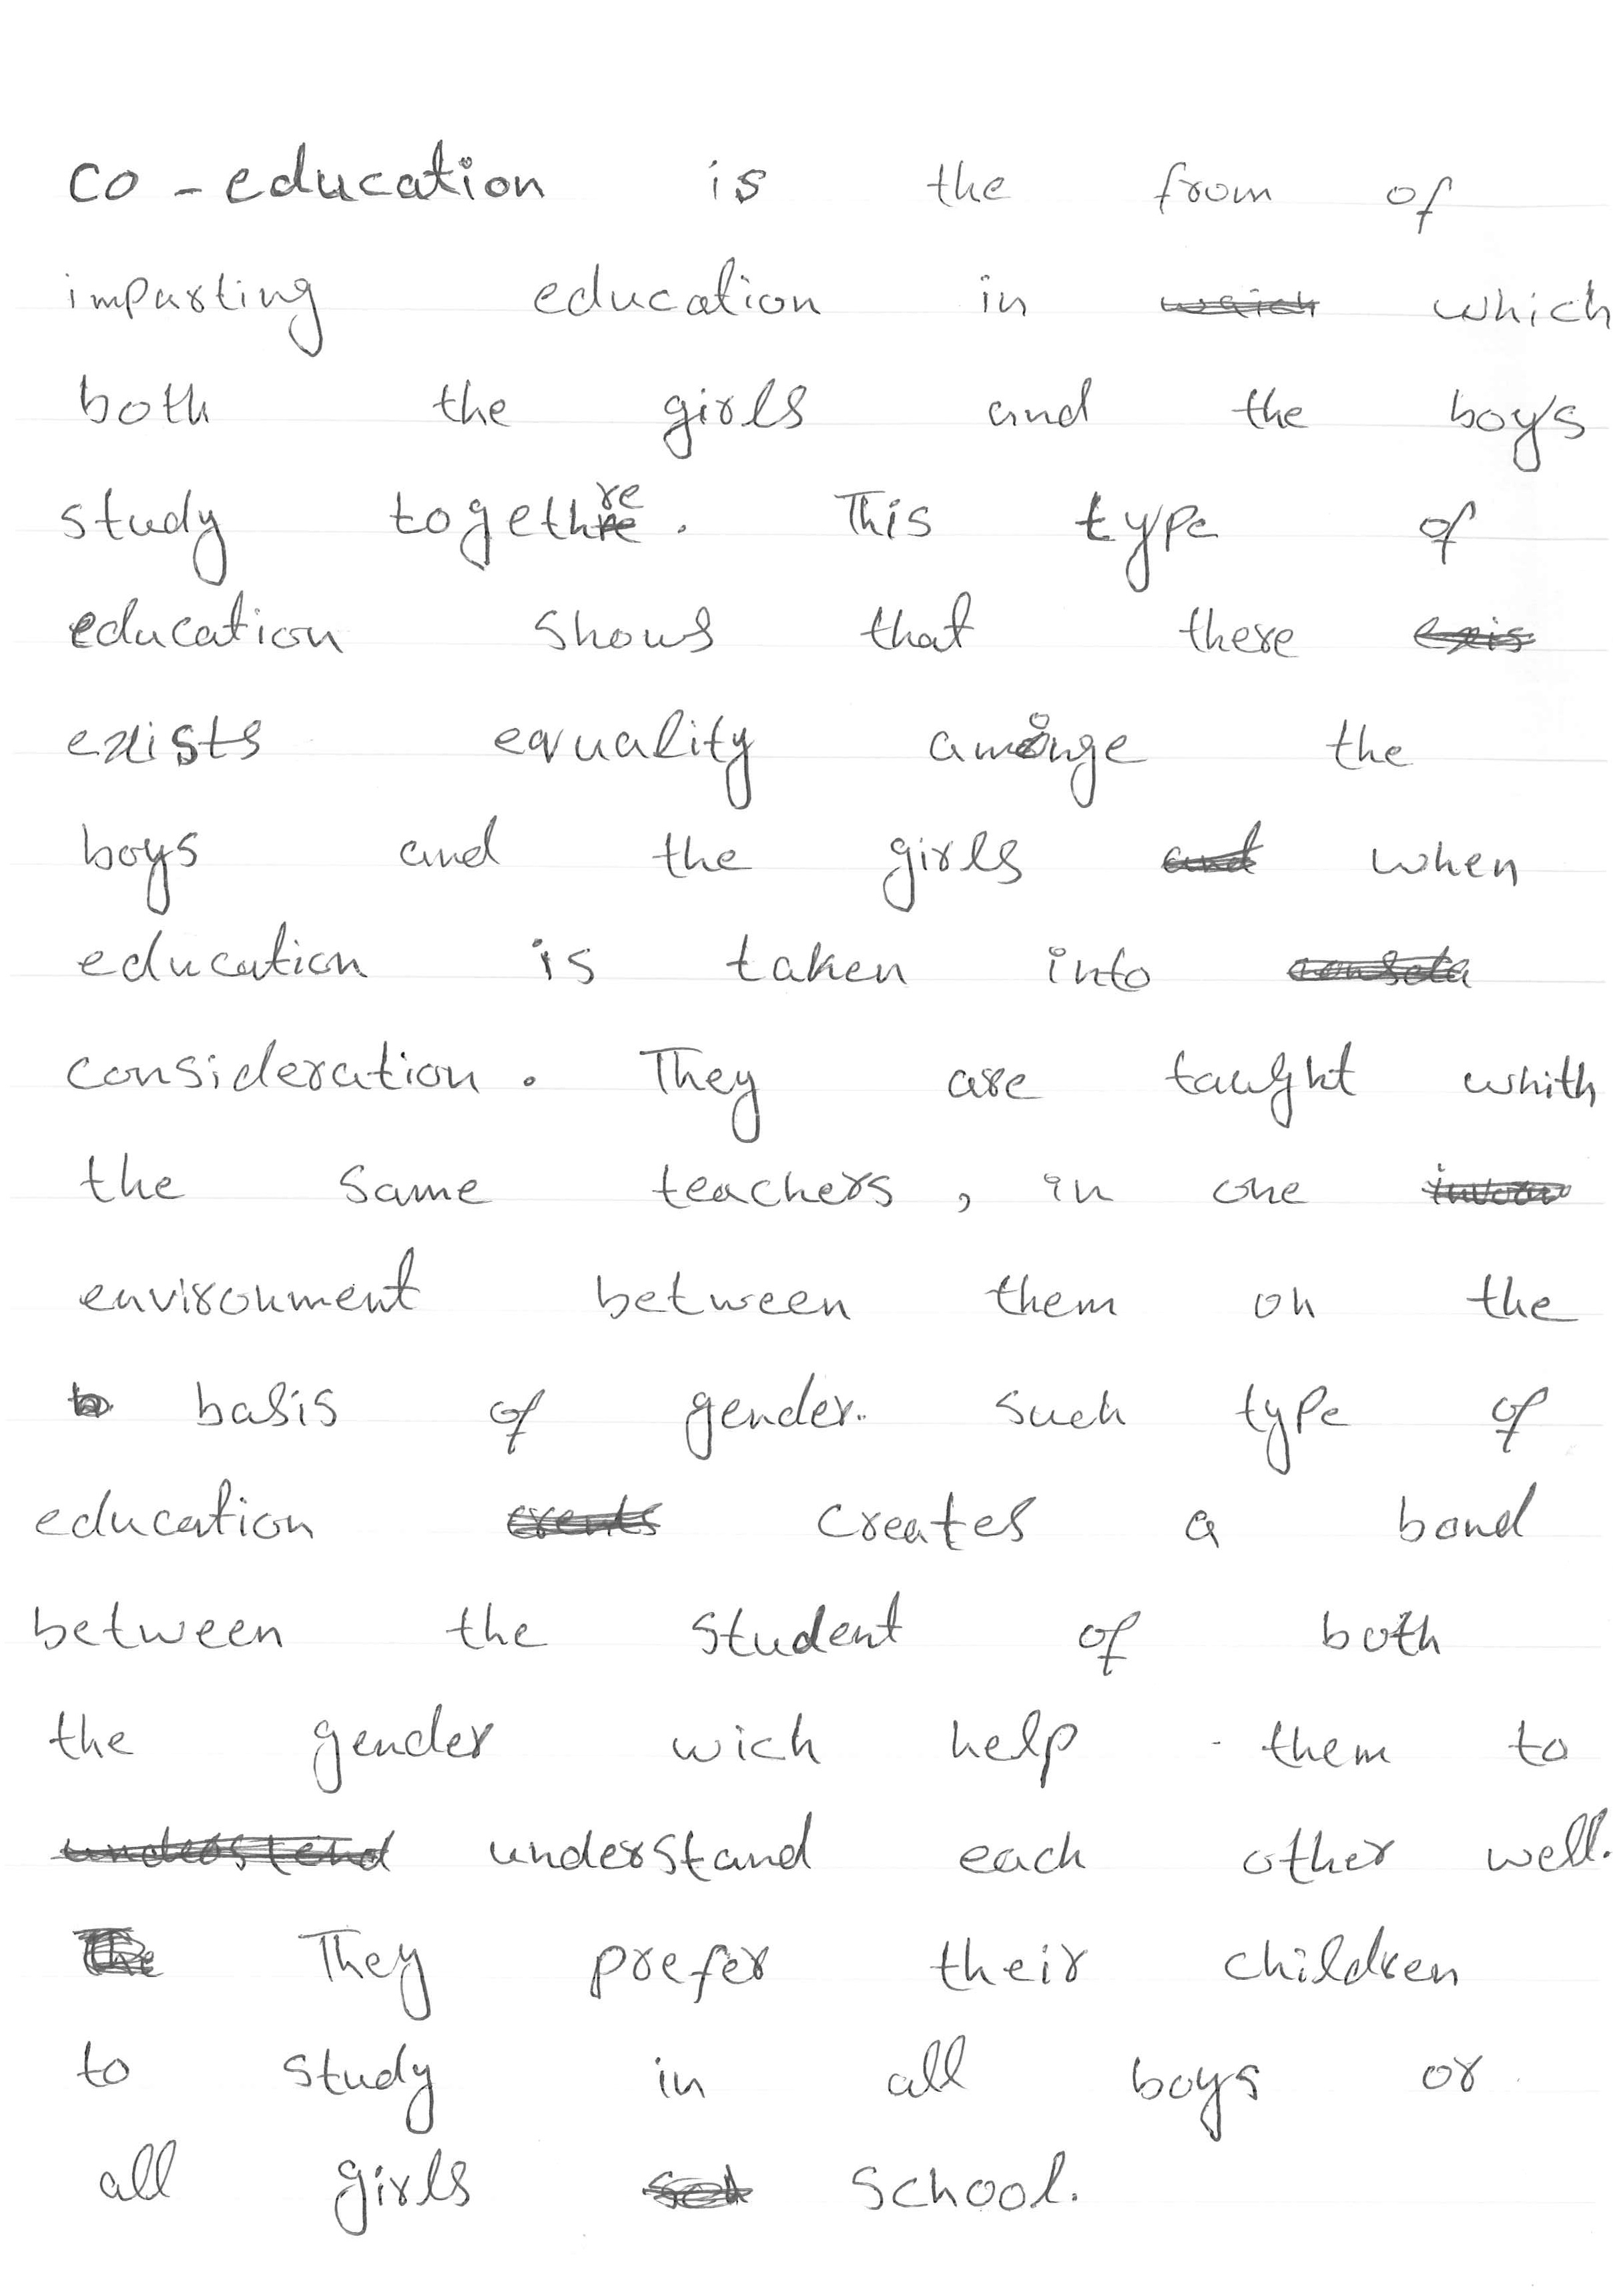 co - education is the from of
imparting education in which
both the girls and the boys
study togethre. This type of
education shows that there
exists equality amonge the
boys and the girls when
education is taken into
consideration. They are taught whith
the same teachers, in one
environment between them on the
basis of gender. such type of
education creates a bond
between the student of both
the gender wich help them to
understand each other well.
They prefer their children
to study in all boys or
all girls school.